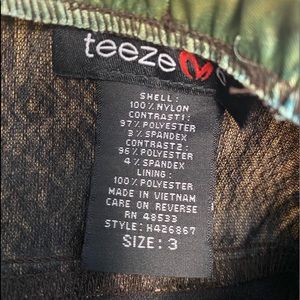 teeze
SHELL:
100% NYLON
CONTRAST1:
97% POLYESTER
3% SPANDEX
CONTRAST2:
96% POLYESTER
4% SPANDEX
LINING:
100% POLYESTER
MADE IN VIETNAM
CARE ON REVERSE
RN 48533
STYLE: H426867
SIZE: 3